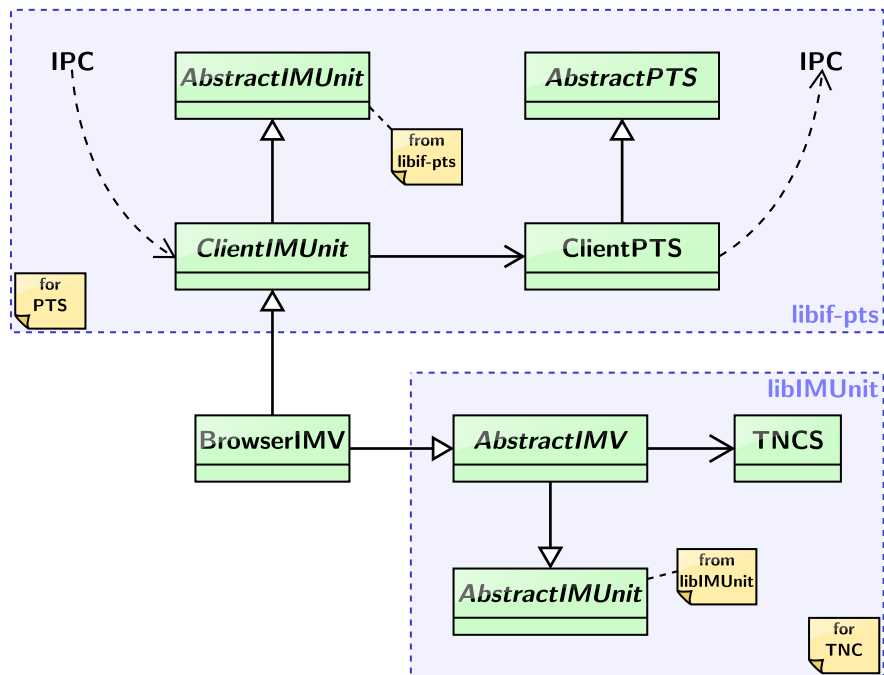 IPC
AbstractIMUnit
AbstractPTS
IPC
from
libif-pts
ClientIMUnit
ClientPTS
for
PTS
libif-pts
libIMUnit
BrowserIMV
AbstractIMV
TNCS
from
libIMUnit
AbstractIMUnit
for
TNC